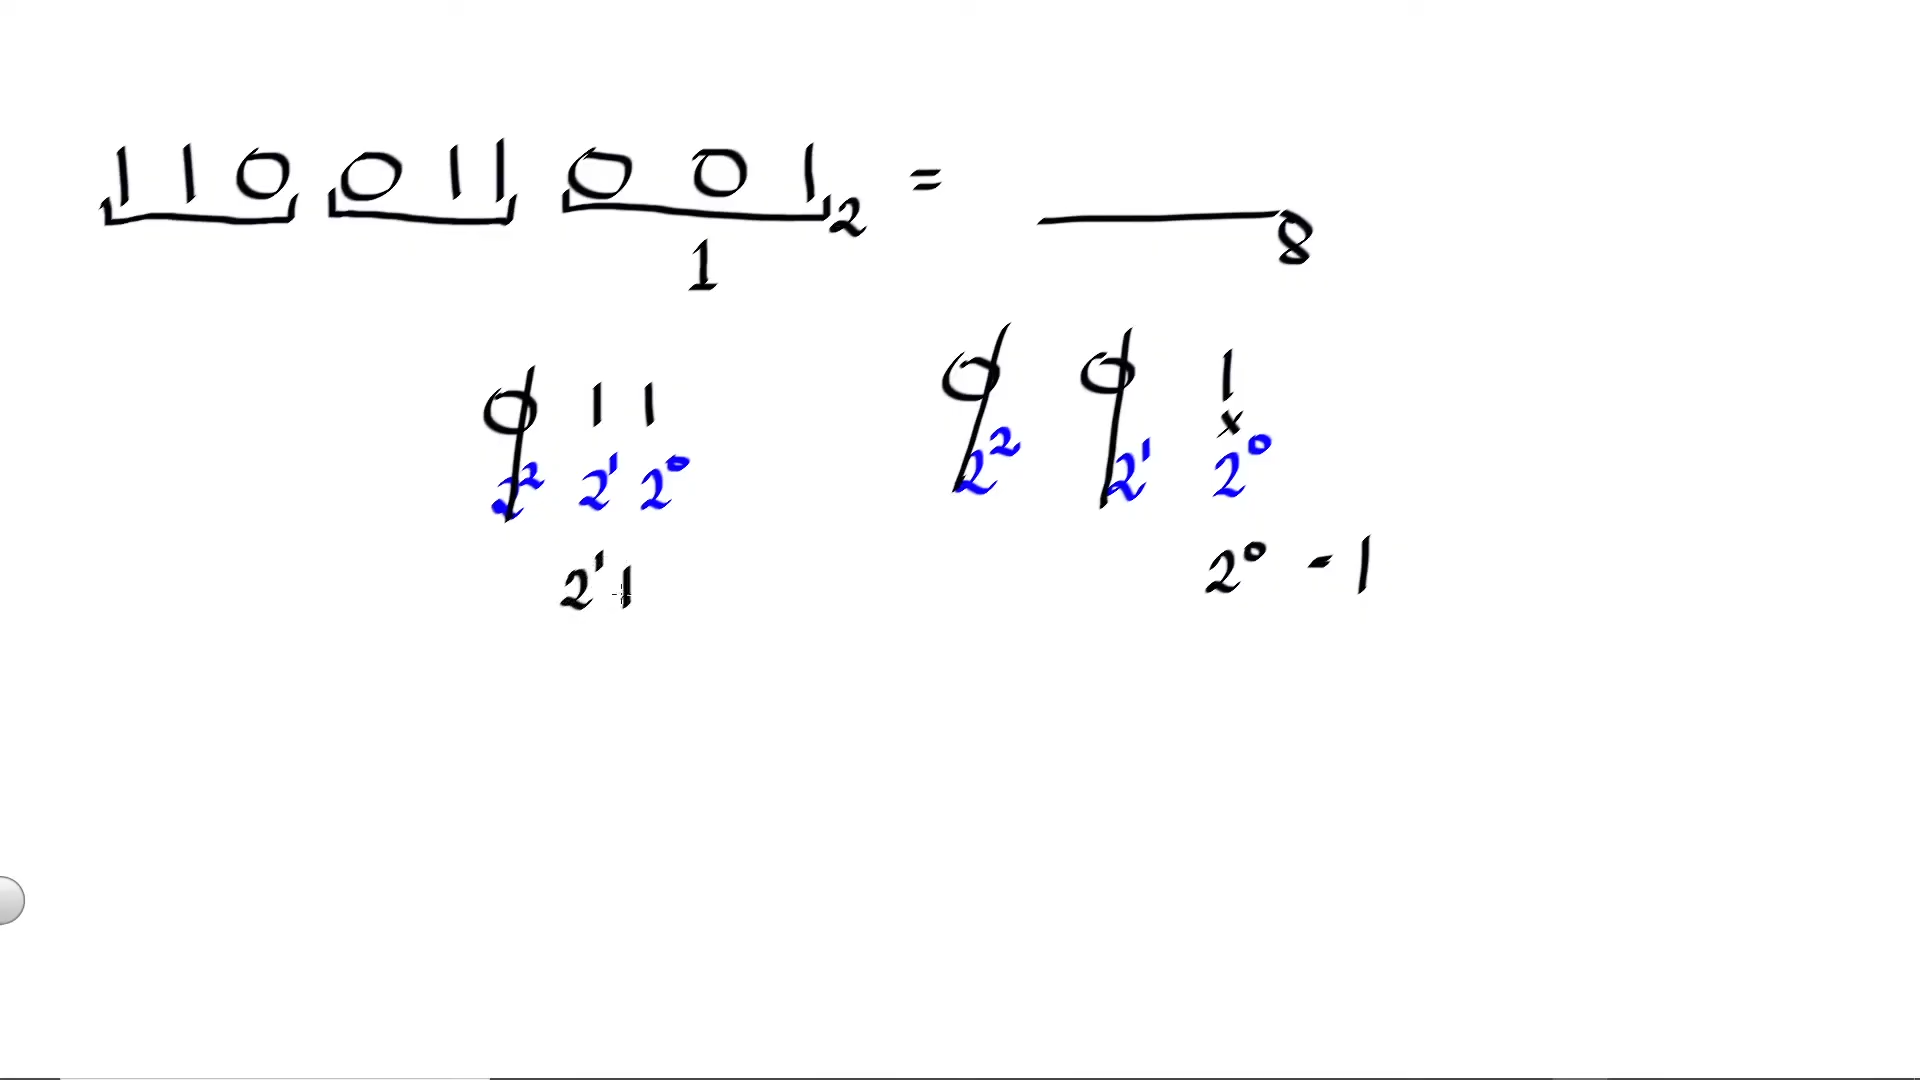 110 011 001₂ = ___₈
1
0 1 1
2² 2¹ 2⁰
2¹ 1
0 0 1
x
2² 2¹ 2⁰
2⁰ - 1